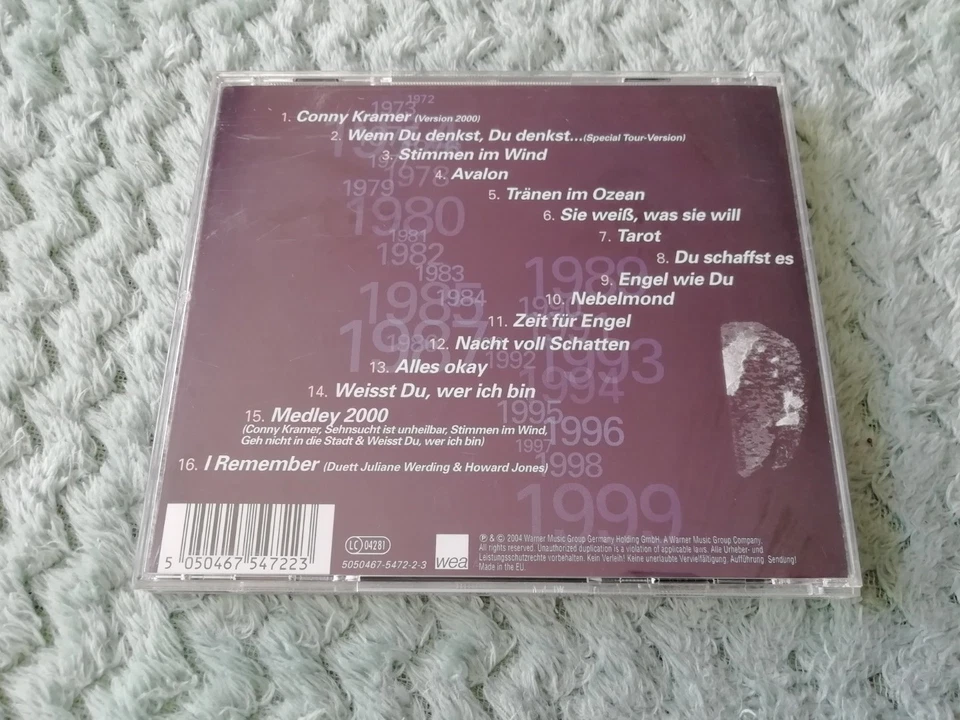 1972
1973
1. Conny Kramer (Version 2000)
2. Wenn Du denkst, Du denkst...(Special Tour-Version)
3. Stimmen im Wind
1978
4. Avalon
1979
5. Tränen im Ozean
1980
6. Sie weiß, was sie will
1981
7. Tarot
1982
8. Du schaffst es
1983
1989
9. Engel wie Du
1985
1984
10. Nebelmond
11. Zeit für Engel
1987
12. Nacht voll Schatten
1992
1993
13. Alles okay
1994
14. Weisst Du, wer ich bin
1995
15. Medley 2000
(Conny Kramer, Sehnsucht ist unheilbar, Stimmen im Wind,
Geh nicht in die Stadt & Weisst Du, wer ich bin)
1996
1997
16. I Remember (Duett Juliane Werding & Howard Jones)
1998
1999
5 050467 547223
LC 04281
5050467-5472-2-3
wea
℗ & © 2004 Warner Music Group Germany Holding GmbH. A Warner Music Group Company.
All rights reserved. Unauthorized duplication is a violation of applicable laws. Alle Urheber- und
Leistungsschutzrechte vorbehalten. Kein Verleih! Keine unerlaubte Vervielfältigung, Aufführung, Sendung!
Made in the EU.